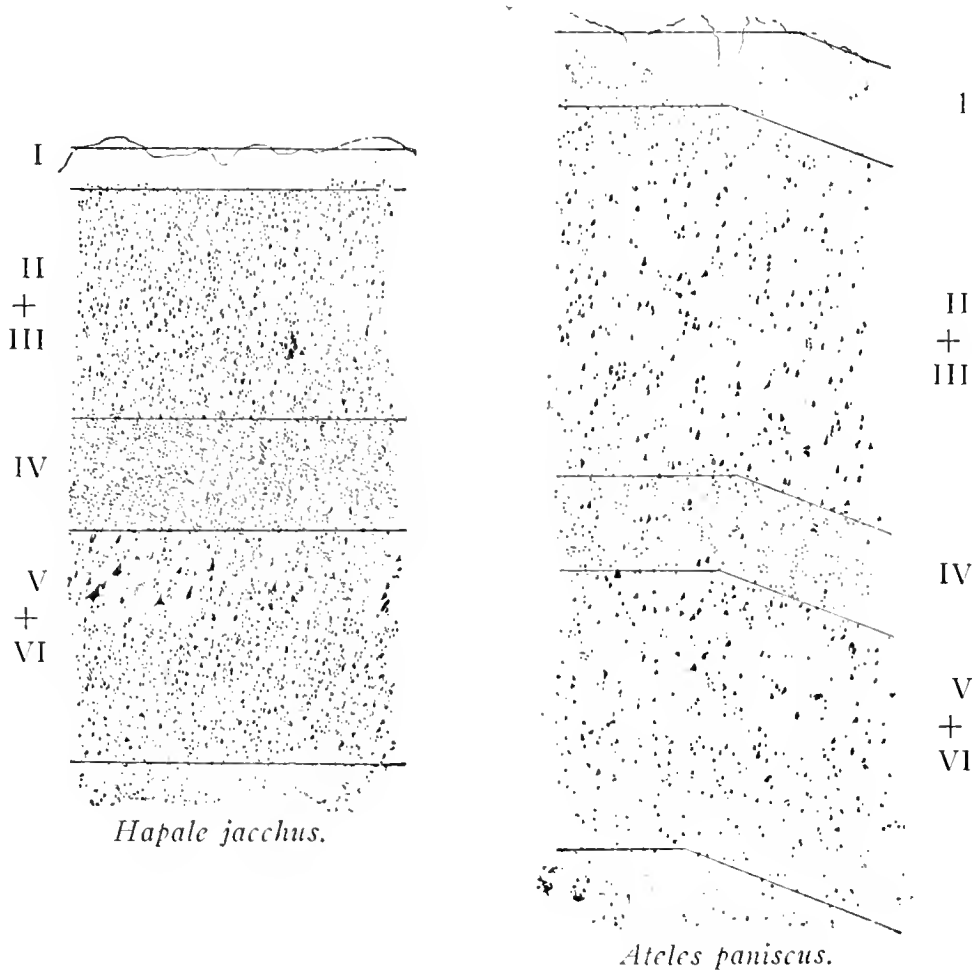 I
II
+
III
IV
V
+
VI
Hapale jacchus.
I
II
+
III
IV
V
+
VI
Ateles paniscus.